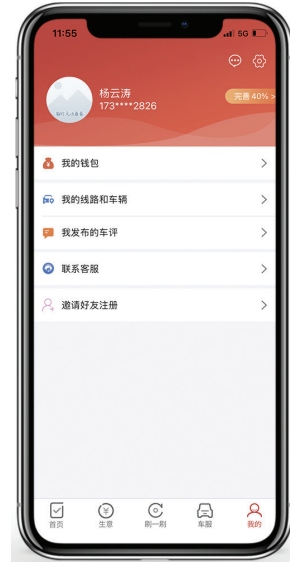 11:55
5G
杨云涛
173****2826
完善40% >
我的钱包
我的线路和车辆
我发布的车评
联系客服
邀请好友注册
首页
生意
刷一刷
车服
我的